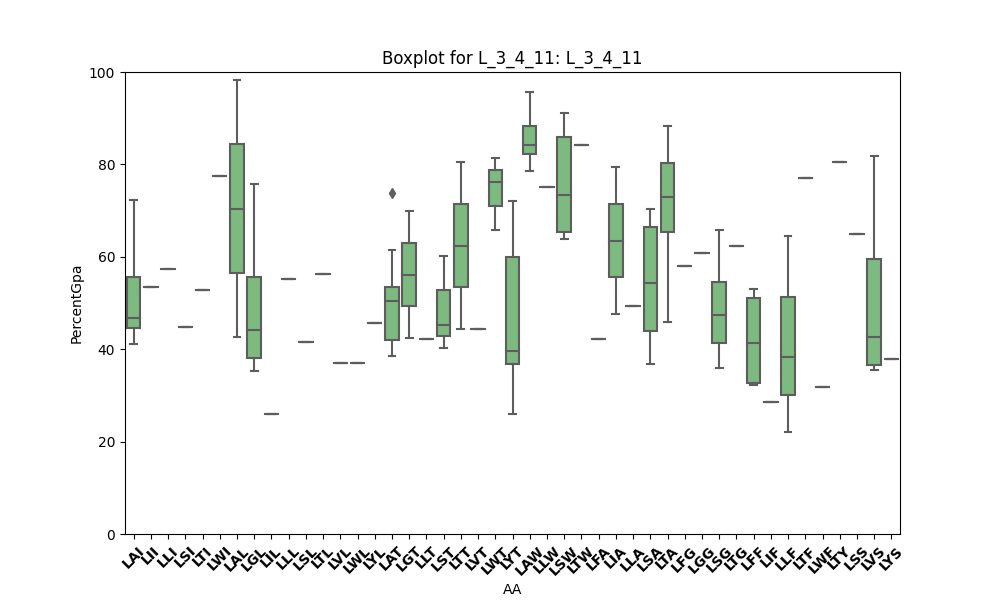 Boxplot for L_3_4_11: L_3_4_11
PercentGpa
100
80
60
40
20
0
LAI LII LLI LSI LTI LWI LAL LGL LIL LLL LSL LTL LVL LWL LYL LAT LGT LLT LST LTT LVT LWT LYT LAW LLW LSW LTW LFA LIA LLA LSA LTA LFG LGG LSG LTG LFF LIF LLF LTF LWF LTY LSS LVS LYS
AA